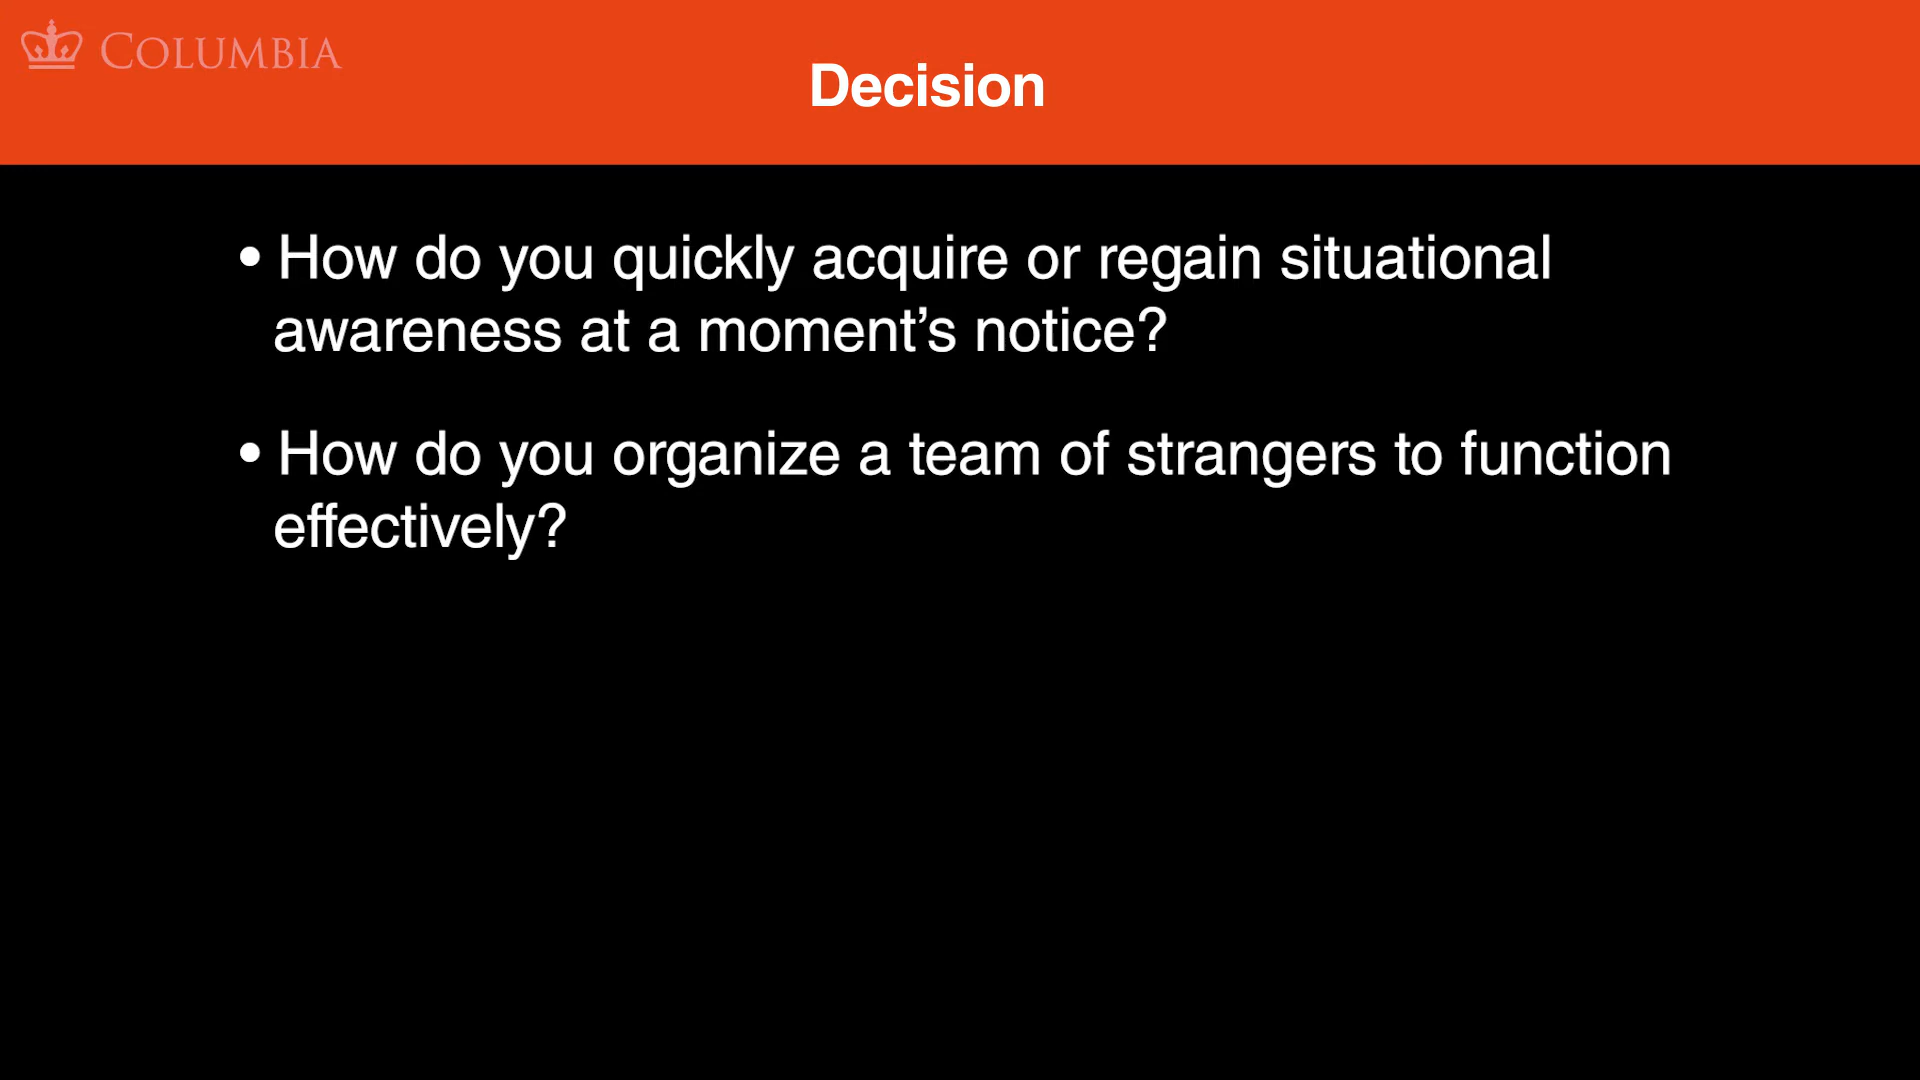 COLUMBIA
Decision
• How do you quickly acquire or regain situational
awareness at a moment’s notice?
• How do you organize a team of strangers to function
effectively?